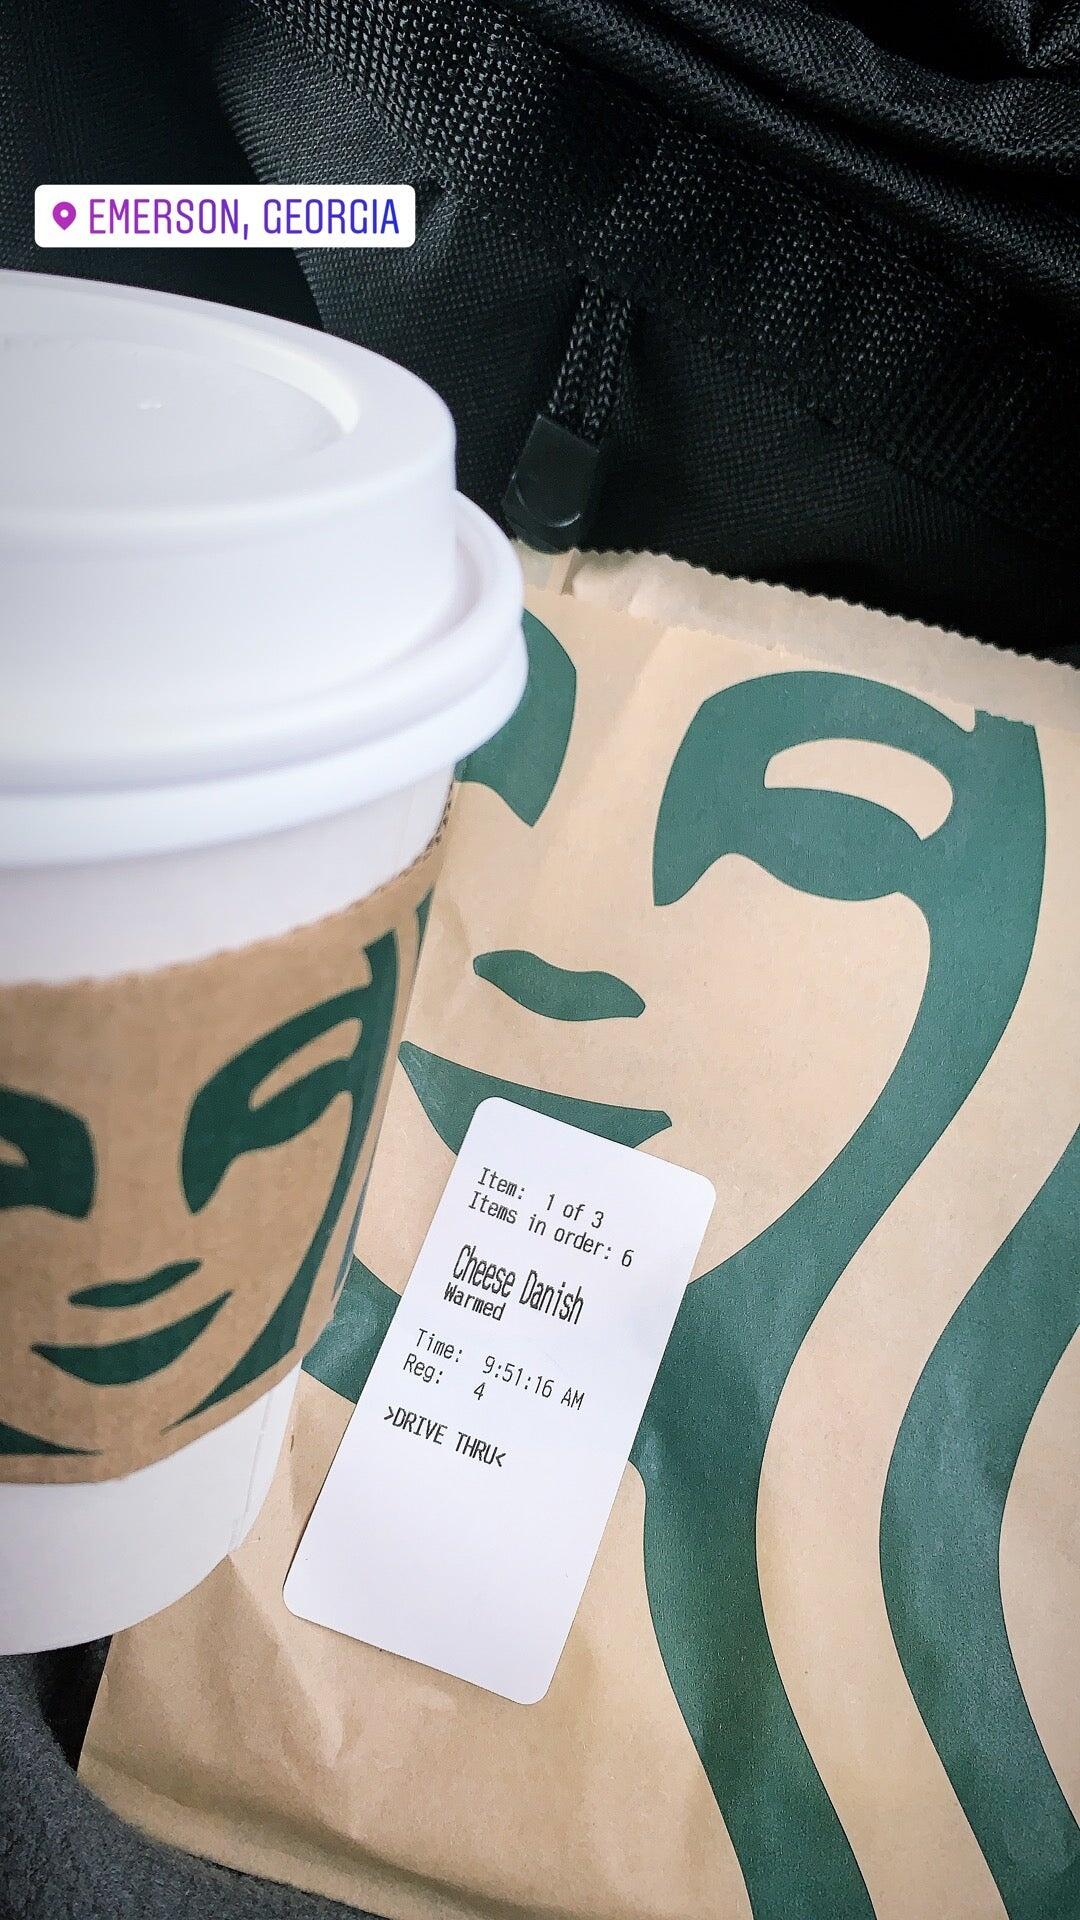 EMERSON, GEORGIA
Item: 1 of 3
Items in order: 6
Cheese Danish
Warmed
Time: 9:51:16 AM
Reg: 4
>DRIVE THRU<